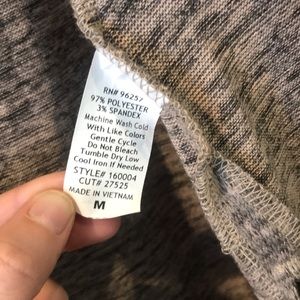 RN# 96257
97% POLYESTER
3% SPANDEX
Machine Wash Cold
With Like Colors
Gentle Cycle
Do Not Bleach
Tumble Dry Low
Cool Iron If Needed
STYLE# 160004
CUT# 27525
MADE IN VIETNAM
M